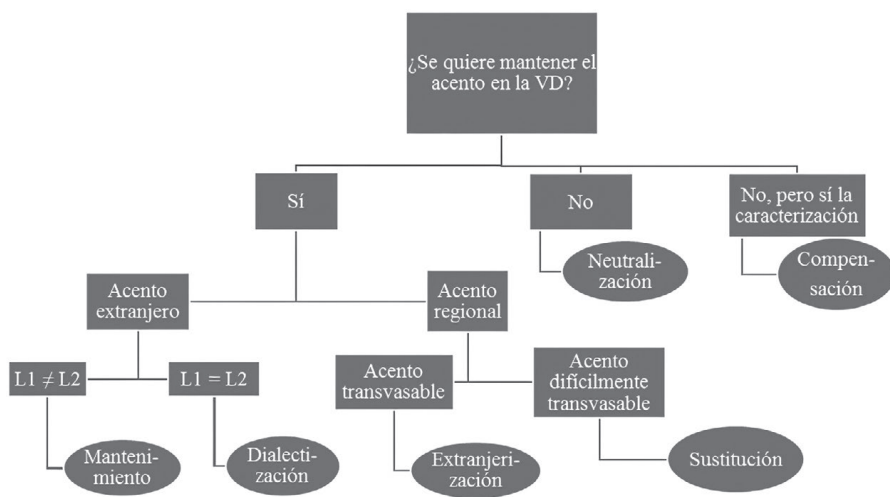 ¿Se quiere mantener el
acento en la VD?
Sí
No
No, pero sí la
caracterización
Neutrali-
zación
Compen-
sación
Acento
extranjero
Acento
regional
L1 ≠ L2
L1 = L2
Acento
transvasable
Acento
difícilmente
transvasable
Manteni-
miento
Dialecti-
zación
Extranjeri-
zación
Sustitución